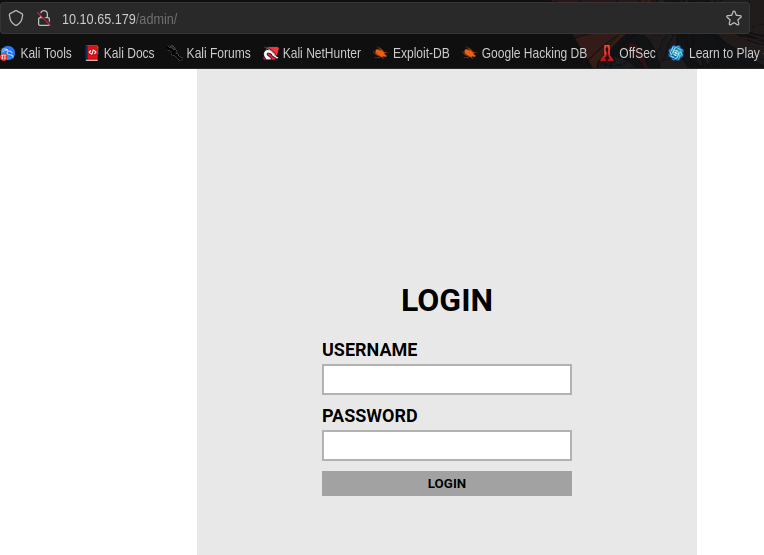 10.10.65.179/admin/
Kali Tools Kali Docs Kali Forums Kali NetHunter Exploit-DB Google Hacking DB OffSec Learn to Play
LOGIN
USERNAME
PASSWORD
LOGIN